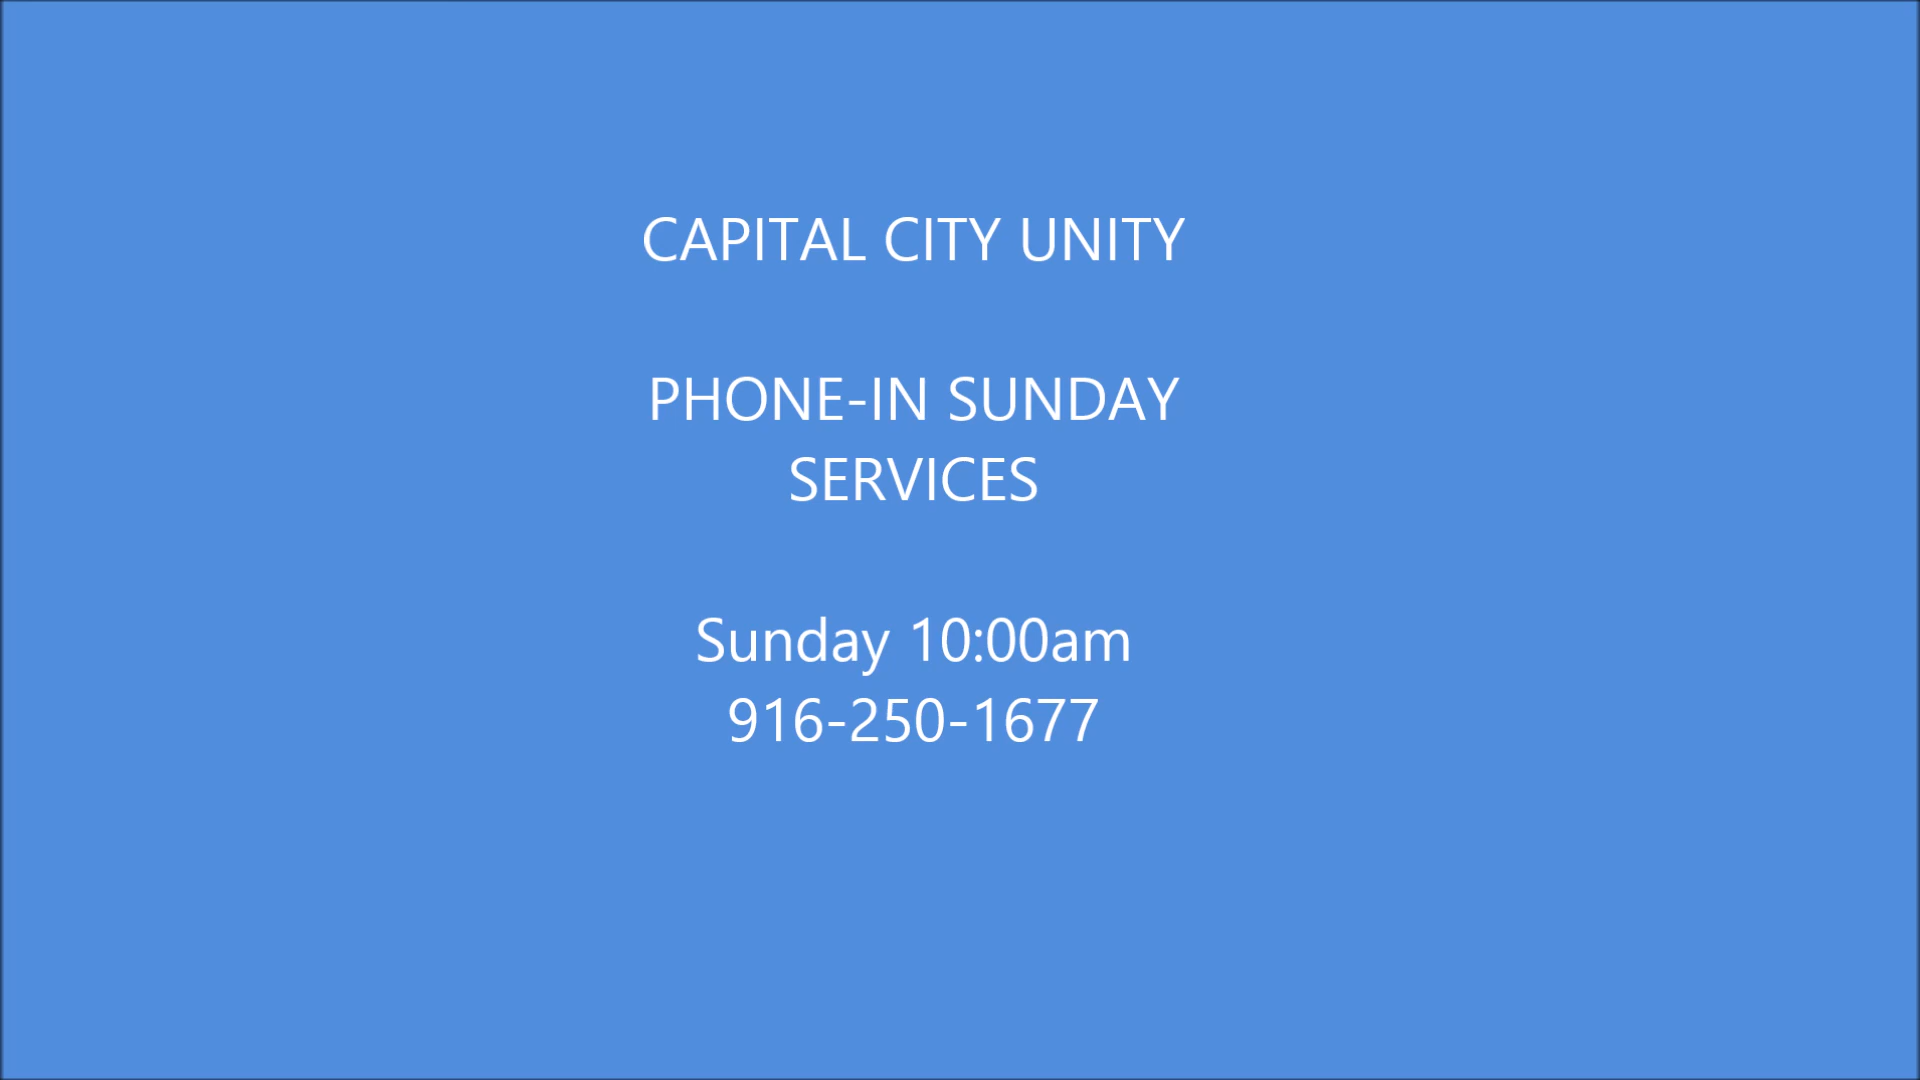 CAPITAL CITY UNITY
PHONE-IN SUNDAY
SERVICES
Sunday 10:00am
916-250-1677